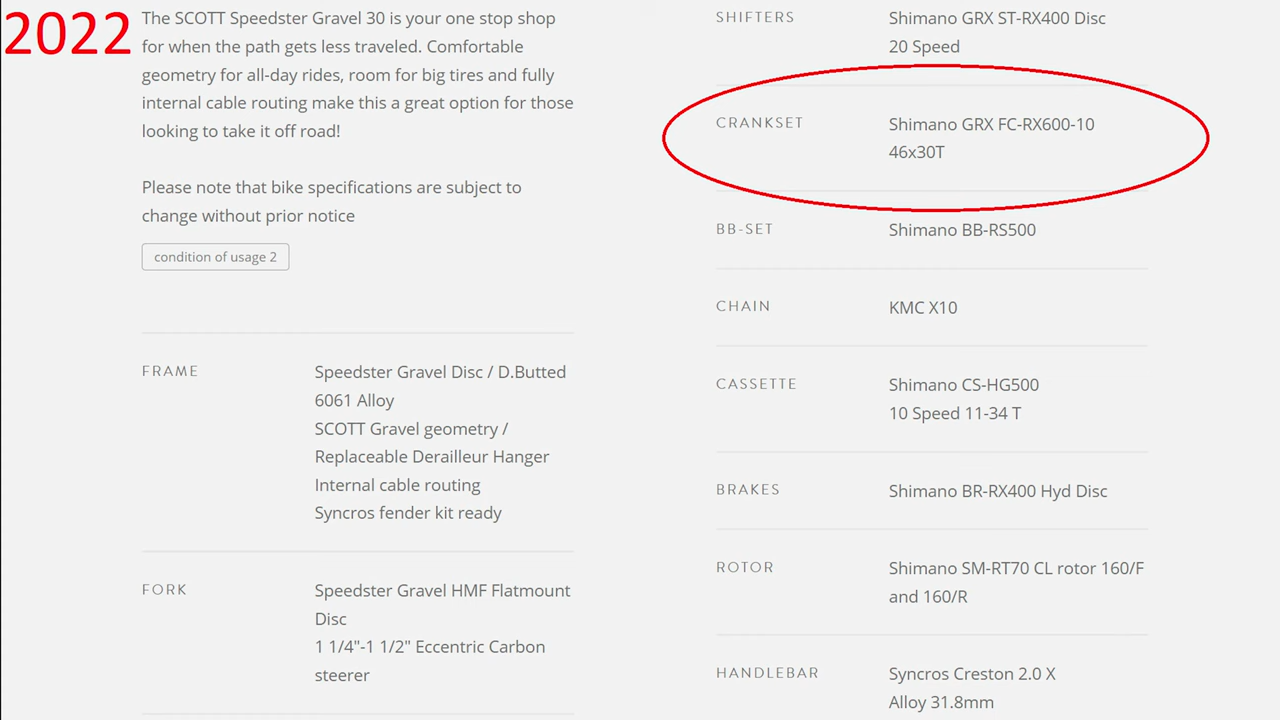 2022
The SCOTT Speedster Gravel 30 is your one stop shop
for when the path gets less traveled. Comfortable
geometry for all-day rides, room for big tires and fully
internal cable routing make this a great option for those
looking to take it off road!
Please note that bike specifications are subject to
change without prior notice
condition of usage 2
FRAME
Speedster Gravel Disc / D.Butted
6061 Alloy
SCOTT Gravel geometry /
Replaceable Derailleur Hanger
Internal cable routing
Syncros fender kit ready
FORK
Speedster Gravel HMF Flatmount
Disc
1 1/4"-1 1/2" Eccentric Carbon
steerer
SHIFTERS
Shimano GRX ST-RX400 Disc
20 Speed
CRANKSET
Shimano GRX FC-RX600-10
46x30T
BB-SET
Shimano BB-RS500
CHAIN
KMC X10
CASSETTE
Shimano CS-HG500
10 Speed 11-34 T
BRAKES
Shimano BR-RX400 Hyd Disc
ROTOR
Shimano SM-RT70 CL rotor 160/F
and 160/R
HANDLEBAR
Syncros Creston 2.0 X
Alloy 31.8mm